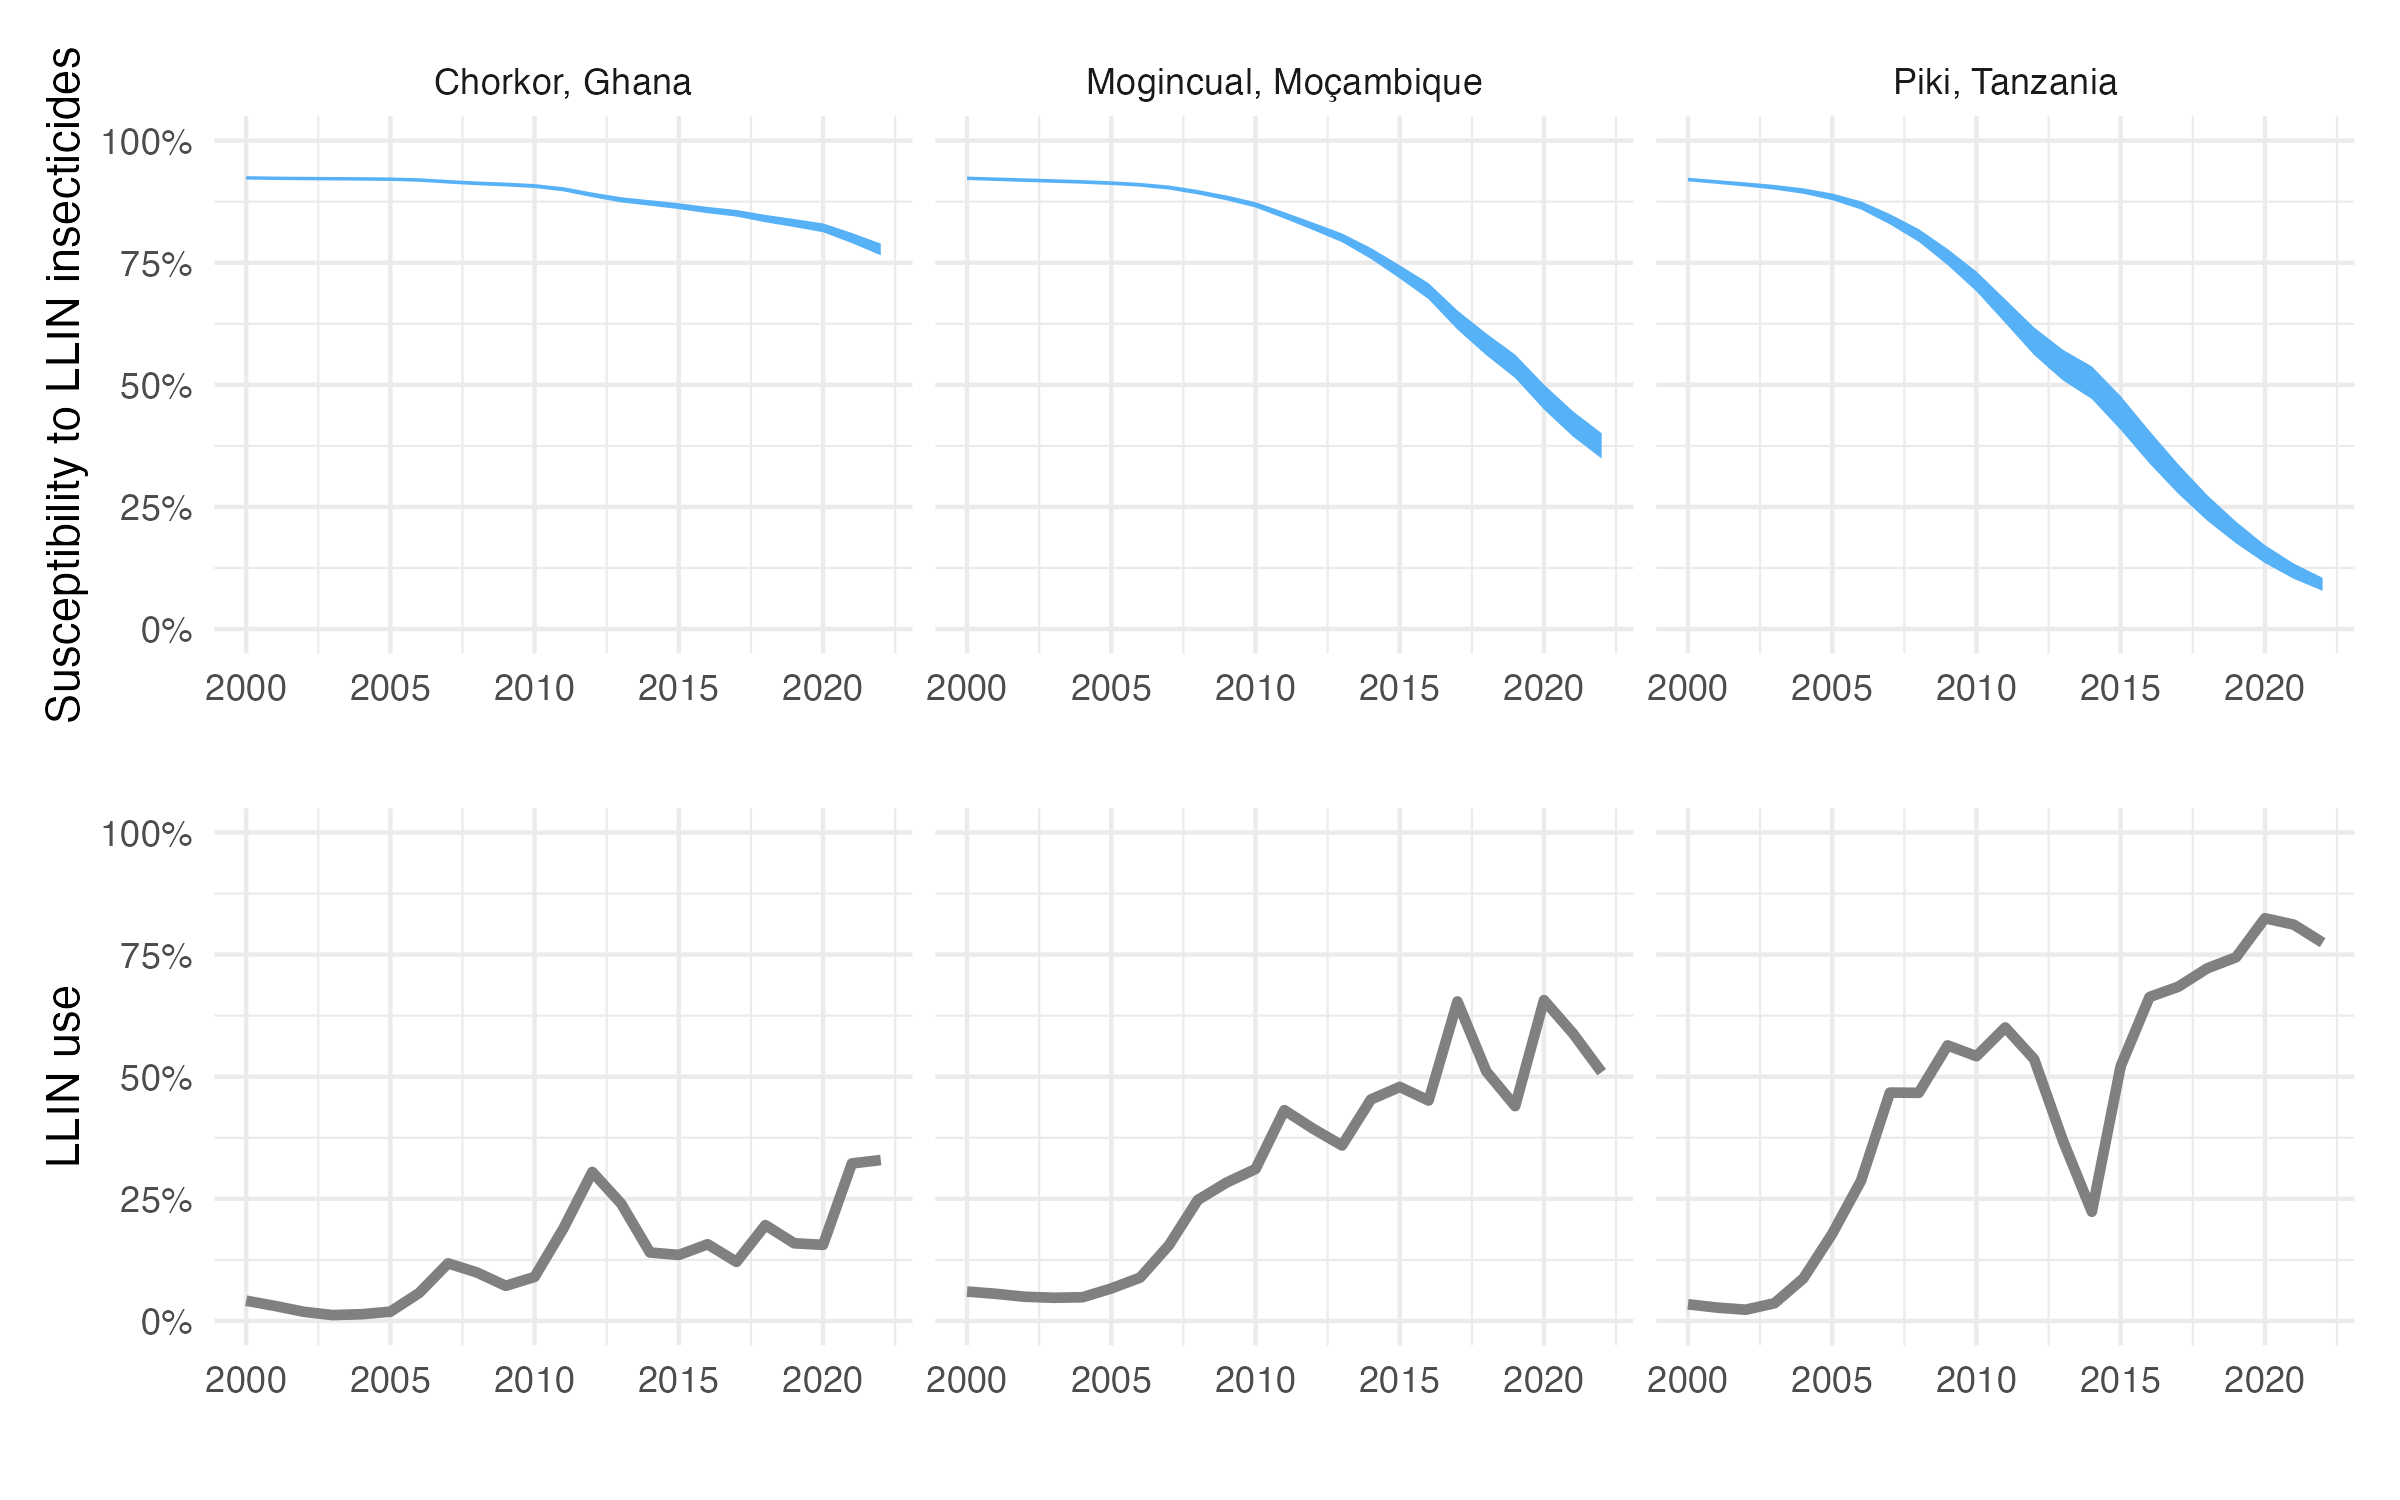 Chorkor, Ghana
Mogincual, Moçambique
Piki, Tanzania
Susceptibility to LLIN insecticides
100%
75%
50%
25%
0%
2000 2005 2010 2015 2020
2000 2005 2010 2015 2020
2000 2005 2010 2015 2020
LLIN use
100%
75%
50%
25%
0%
2000 2005 2010 2015 2020
2000 2005 2010 2015 2020
2000 2005 2010 2015 2020